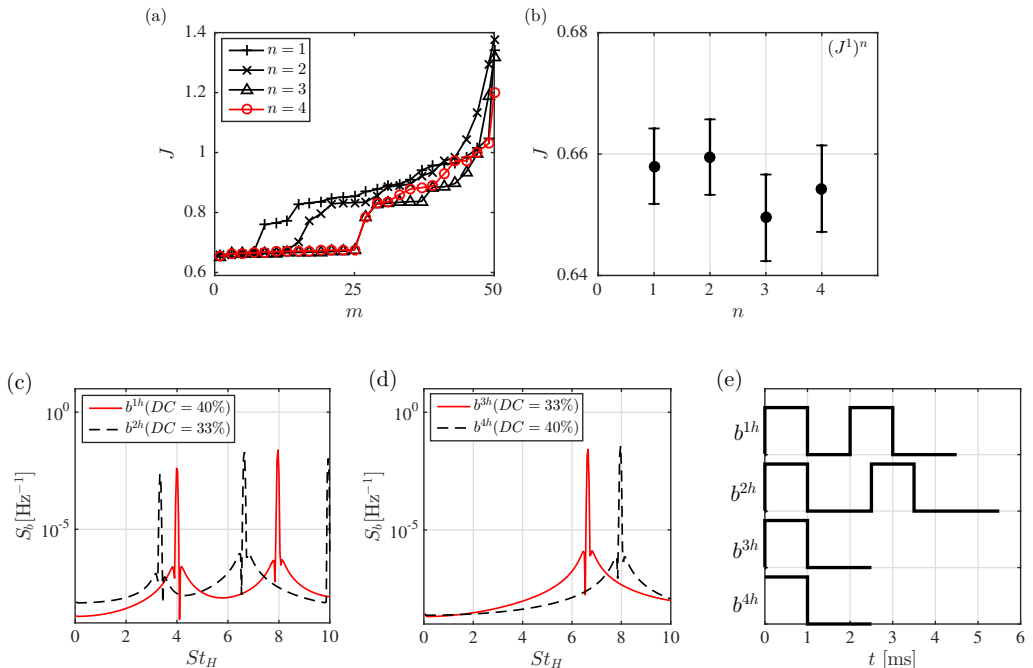 (a)
1.4
1.2
1
0.8
0.6
J
n = 1
n = 2
n = 3
n = 4
0
25
50
m
(b)
0.68
0.66
0.64
J
(J¹)ⁿ
0
1
2
3
4
n
(c)
10⁰
10⁻⁵
S_b[Hz⁻¹]
b¹ʰ(DC = 40%)
b²ʰ(DC = 33%)
0
2
4
6
8
10
St_H
(d)
10⁰
10⁻⁵
S_b[Hz⁻¹]
b³ʰ(DC = 33%)
b⁴ʰ(DC = 40%)
0
2
4
6
8
10
St_H
(e)
b¹ʰ
b²ʰ
b³ʰ
b⁴ʰ
0
1
2
3
4
5
6
t [ms]